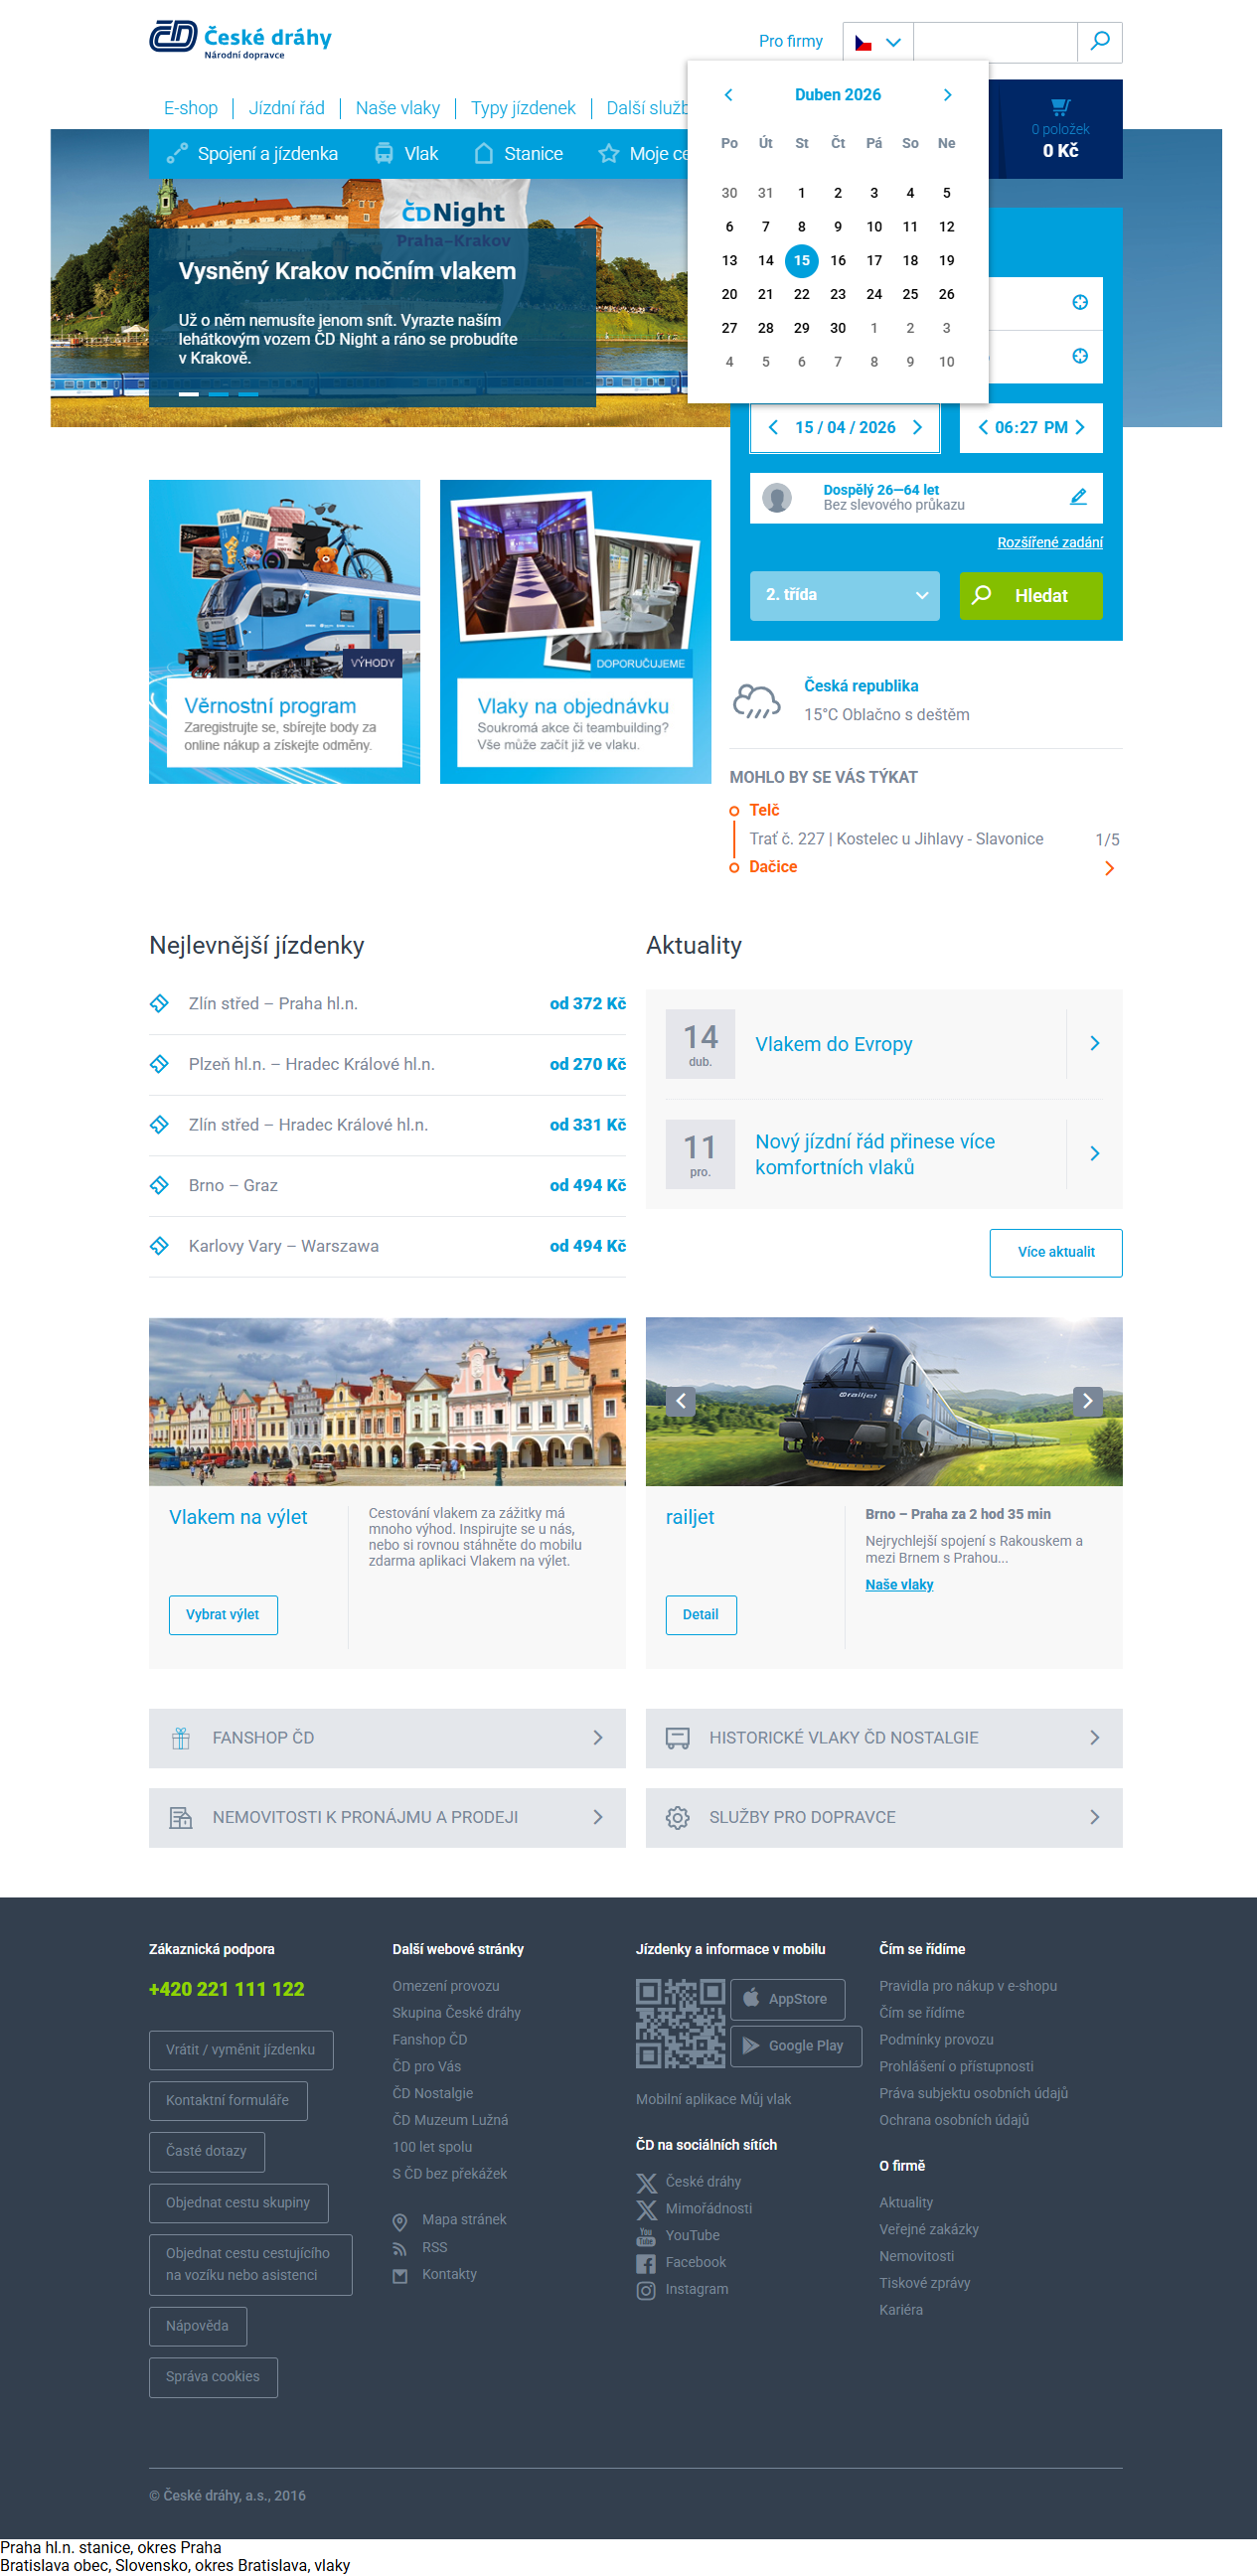 ČD České dráhy
Národní dopravce
Pro firmy
E-shop
Jízdní řád
Naše vlaky
Typy jízdenek
Další služb
0 položek
0 Kč
Spojení a jízdenka
Vlak
Stanice
Moje ce
Duben 2026
Po Út St Čt Pá So Ne
30 31 1 2 3 4 5
6 7 8 9 10 11 12
13 14 15 16 17 18 19
20 21 22 23 24 25 26
27 28 29 30 1 2 3
4 5 6 7 8 9 10
ČDNight
Praha–Krakov
Vysněný Krakov nočním vlakem
Už o něm nemusíte jenom snít. Vyrazte naším
lehátkovým vozem ČD Night a ráno se probudíte
v Krakově.
15 / 04 / 2026
06:27 PM
Dospělý 26—64 let
Bez slevového průkazu
Rozšířené zadání
2. třída
Hledat
VÝHODY
Věrnostní program
Zaregistrujte se, sbírejte body za
online nákup a získejte odměny.
DOPORUČUJEME
Vlaky na objednávku
Soukromá akce či teambuilding?
Vše může začít již ve vlaku.
Česká republika
15°C Oblačno s deštěm
MOHLO BY SE VÁS TÝKAT
Telč
Trať č. 227 | Kostelec u Jihlavy - Slavonice
1/5
Dačice
Nejlevnější jízdenky
Zlín střed – Praha hl.n. od 372 Kč
Plzeň hl.n. – Hradec Králové hl.n. od 270 Kč
Zlín střed – Hradec Králové hl.n. od 331 Kč
Brno – Graz od 494 Kč
Karlovy Vary – Warszawa od 494 Kč
Aktuality
14
dub.
Vlakem do Evropy
11
pro.
Nový jízdní řád přinese více
komfortních vlaků
Více aktualit
railjet
Vlakem na výlet
Cestování vlakem za zážitky má
mnoho výhod. Inspirujte se u nás,
nebo si rovnou stáhněte do mobilu
zdarma aplikaci Vlakem na výlet.
Vybrat výlet
railjet
Brno – Praha za 2 hod 35 min
Nejrychlejší spojení s Rakouskem a
mezi Brnem s Prahou...
Naše vlaky
Detail
FANSHOP ČD
HISTORICKÉ VLAKY ČD NOSTALGIE
NEMOVITOSTI K PRONÁJMU A PRODEJI
SLUŽBY PRO DOPRAVCE
Zákaznická podpora
+420 221 111 122
Vrátit / vyměnit jízdenku
Kontaktní formuláře
Časté dotazy
Objednat cestu skupiny
Objednat cestu cestujícího
na vozíku nebo asistenci
Nápověda
Správa cookies
Další webové stránky
Omezení provozu
Skupina České dráhy
Fanshop ČD
ČD pro Vás
ČD Nostalgie
ČD Muzeum Lužná
100 let spolu
S ČD bez překážek
Mapa stránek
RSS
Kontakty
Jízdenky a informace v mobilu
AppStore
Google Play
Mobilní aplikace Můj vlak
ČD na sociálních sítích
České dráhy
Mimořádnosti
YouTube
Facebook
Instagram
Čím se řídíme
Pravidla pro nákup v e-shopu
Čím se řídíme
Podmínky provozu
Prohlášení o přístupnosti
Práva subjektu osobních údajů
Ochrana osobních údajů
O firmě
Aktuality
Veřejné zakázky
Nemovitosti
Tiskové zprávy
Kariéra
© České dráhy, a.s., 2016
Praha hl.n. stanice, okres Praha
Bratislava obec, Slovensko, okres Bratislava, vlaky